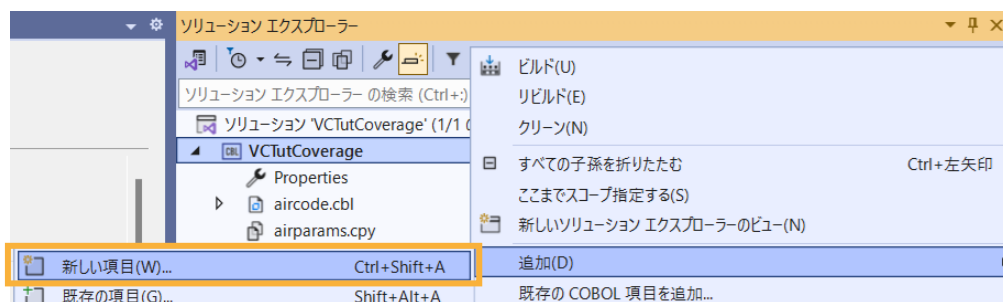 ソリューション エクスプローラー
ソリューション エクスプローラー の検索 (Ctrl+:)
ソリューション 'VCTutCoverage' (1/1
VCTutCoverage
Properties
aircode.cbl
airparams.cpy
ビルド(U)
リビルド(E)
クリーン(N)
すべての子孫を折りたたむ Ctrl+左矢印
ここまでスコープ指定する(S)
新しいソリューション エクスプローラーのビュー(N)
追加(D)
既存の COBOL 項目を追加...
新しい項目(W)... Ctrl+Shift+A
既存の項目(G)... Shift+Alt+A